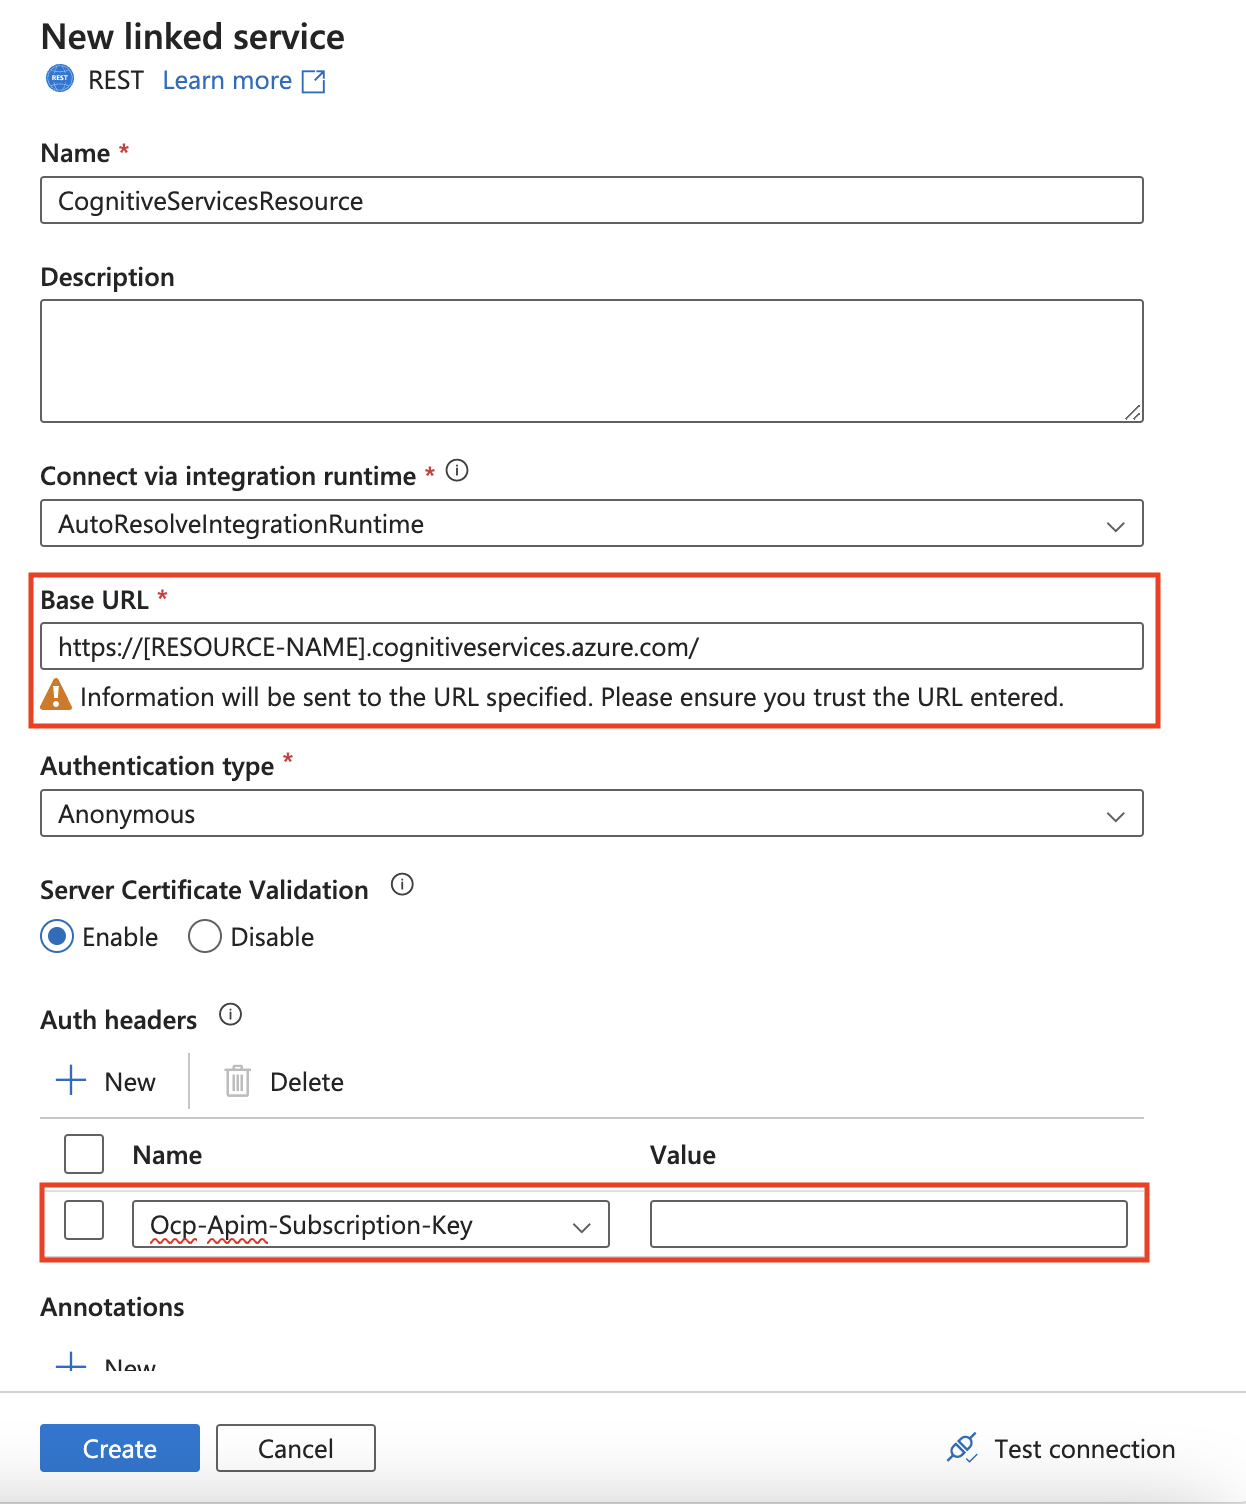 New linked service
REST REST Learn more
Name *
CognitiveServicesResource
Description
Connect via integration runtime *
AutoResolveIntegrationRuntime
Base URL *
https://[RESOURCE-NAME].cognitiveservices.azure.com/
Information will be sent to the URL specified. Please ensure you trust the URL entered.
Authentication type *
Anonymous
Server Certificate Validation
Enable Disable
Auth headers
New Delete
Name Value
Ocp-Apim-Subscription-Key
Annotations
New
Create Cancel Test connection